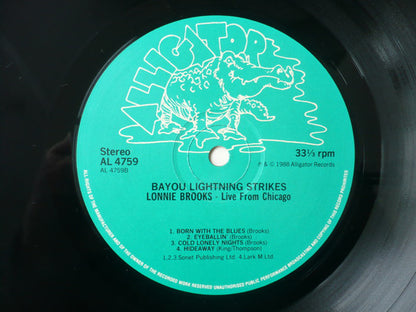 ALLIGATOR
Stereo
AL 4759
AL 4759B
33⅓ rpm
℗ & © 1988 Alligator Records
BAYOU LIGHTNING STRIKES
LONNIE BROOKS - Live From Chicago
1. BORN WITH THE BLUES (Brooks)
2. EYEBALLIN' (Brooks)
3. COLD LONELY NIGHTS (Brooks)
4. HIDEAWAY (King/Thompson)
1.2.3.Sonet Publishing Ltd. 4.Lark M.Ltd.
ALL RIGHTS OF THE MANUFACTURER AND OF THE OWNER OF THE RECORDED WORK RESERVED UNAUTHORISED PUBLIC PERFORMANCE BROADCASTING AND COPYING OF THIS RECORD PROHIBITED